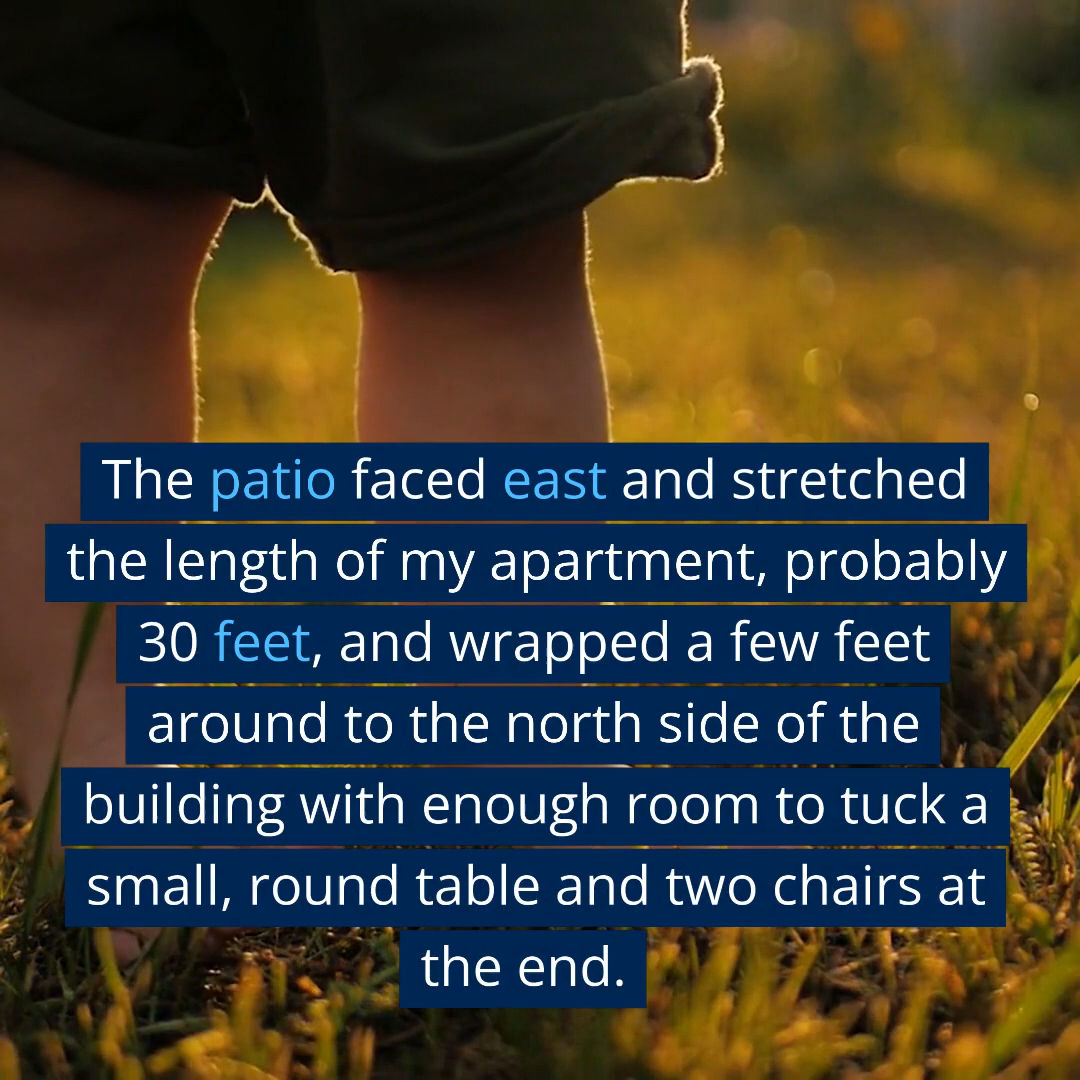 The patio faced east and stretched
the length of my apartment, probably
30 feet, and wrapped a few feet
around to the north side of the
building with enough room to tuck a
small, round table and two chairs at
the end.